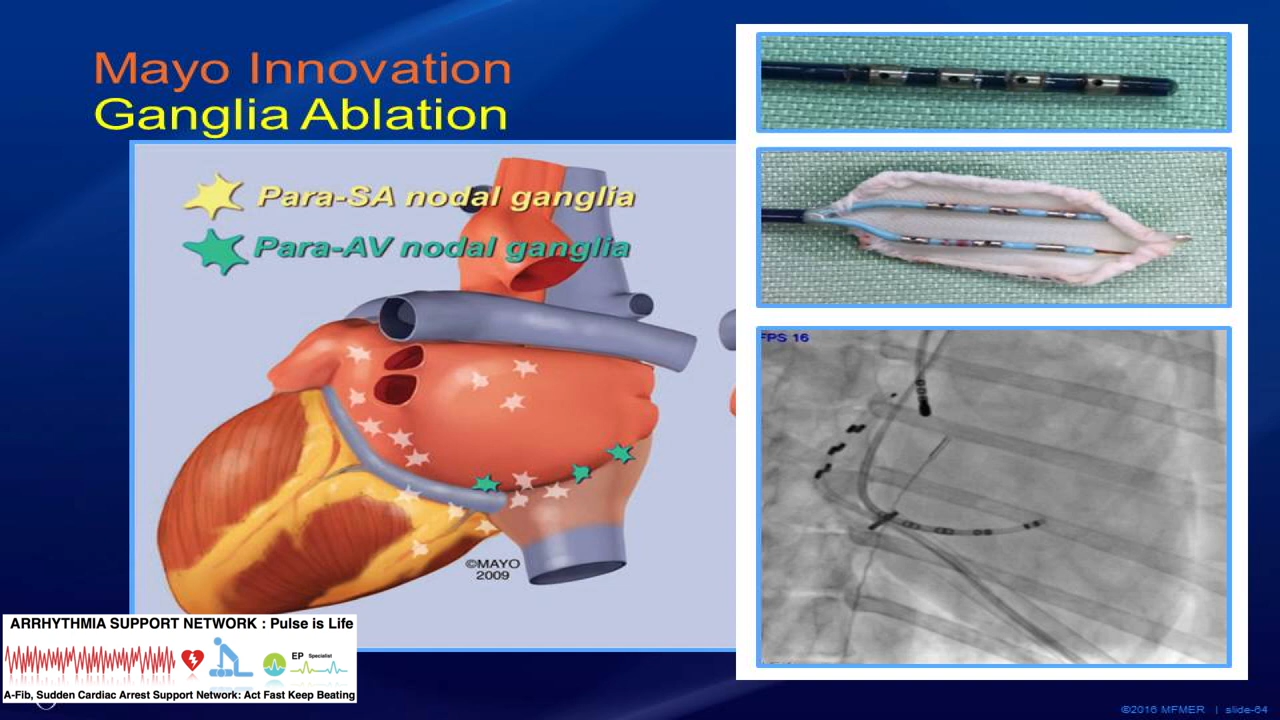 Mayo Innovation
Ganglia Ablation
Para-SA nodal ganglia
Para-AV nodal ganglia
©MAYO
2009
FPS 16
ARRHYTHMIA SUPPORT NETWORK : Pulse is Life
EP Specialist
A-Fib, Sudden Cardiac Arrest Support Network: Act Fast Keep Beating
©2016 MFMER | slide-64